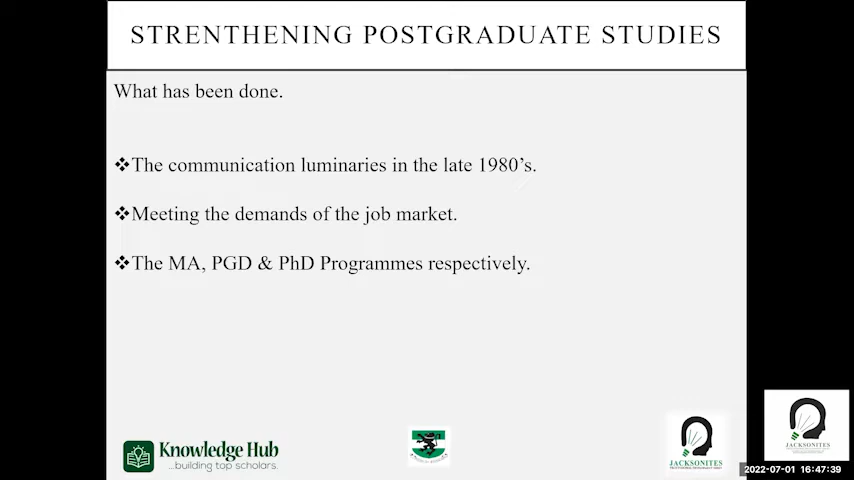 STRENTHENING POSTGRADUATE STUDIES
What has been done.
❖The communication luminaries in the late 1980’s.
❖Meeting the demands of the job market.
❖The MA, PGD & PhD Programmes respectively.
Knowledge Hub
...building top scholars.
JACKSONITES
JACKSONITES
2022-07-01 16:47:39